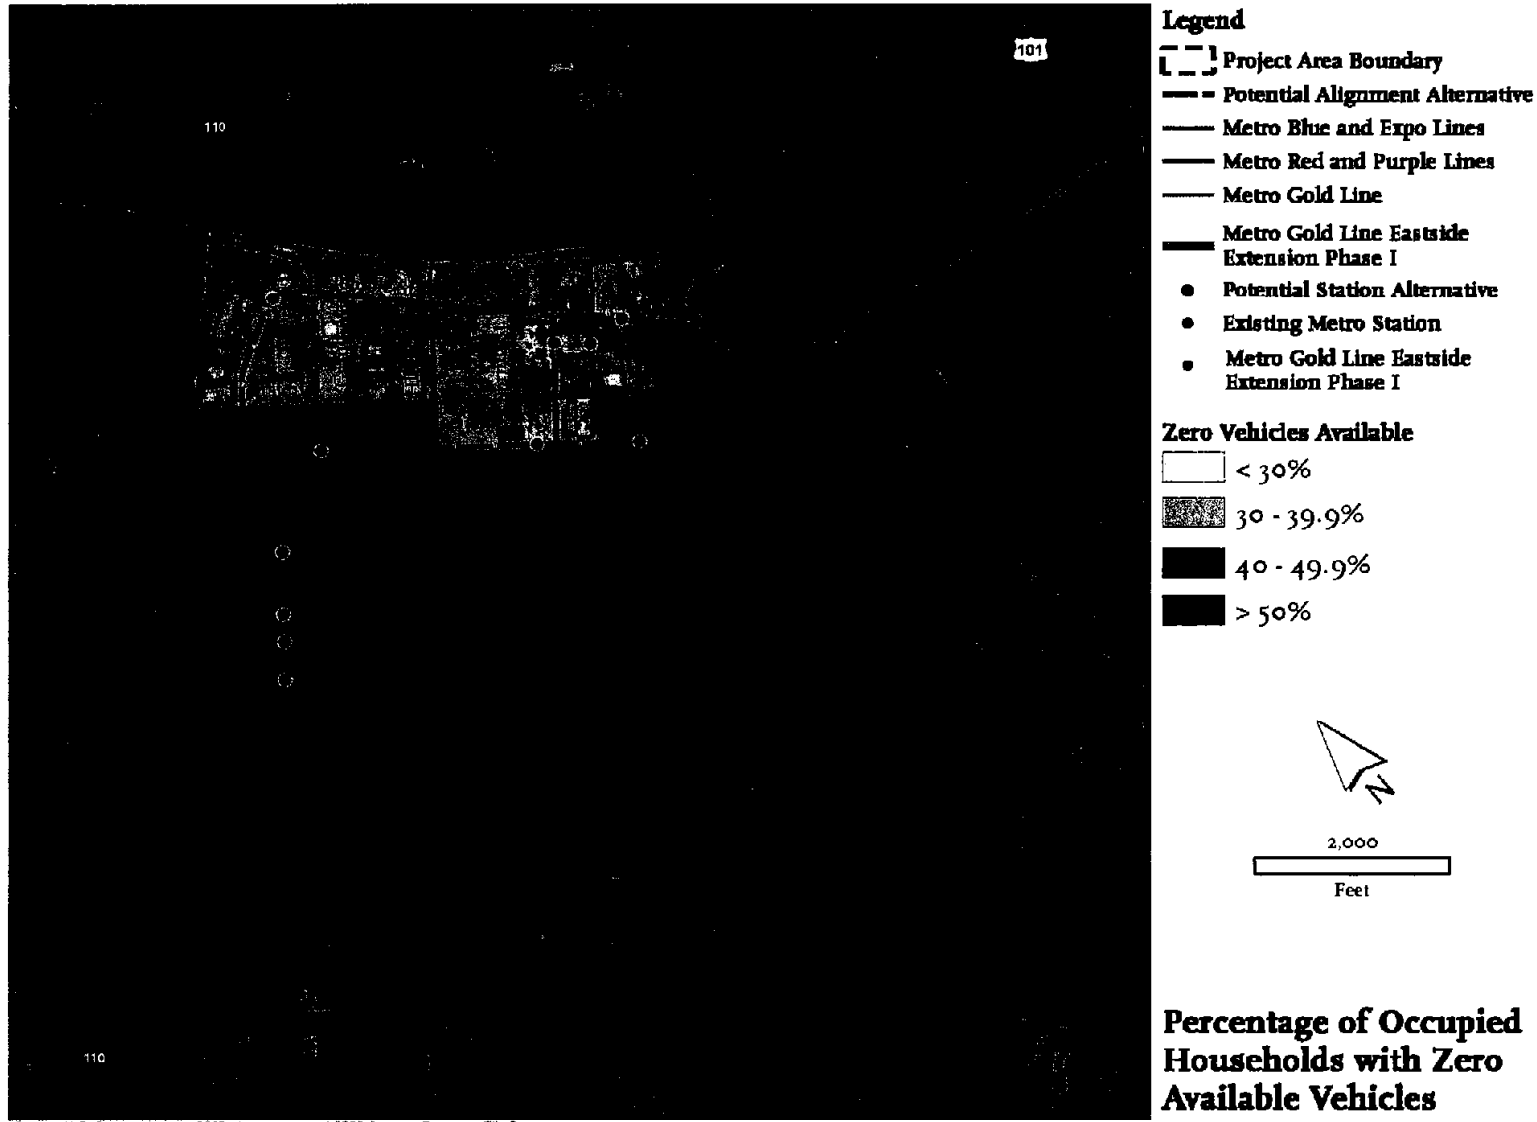 101
110
110
Legend
Project Area Boundary
Potential Alignment Alternative
Metro Blue and Expo Lines
Metro Red and Purple Lines
Metro Gold Line
Metro Gold Line Eastside
Extension Phase I
Potential Station Alternative
Existing Metro Station
Metro Gold Line Eastside
Extension Phase I
Zero Vehicles Available
< 30%
30 - 39.9%
40 - 49.9%
> 50%
N
2,000
Feet
Percentage of Occupied
Households with Zero
Available Vehicles